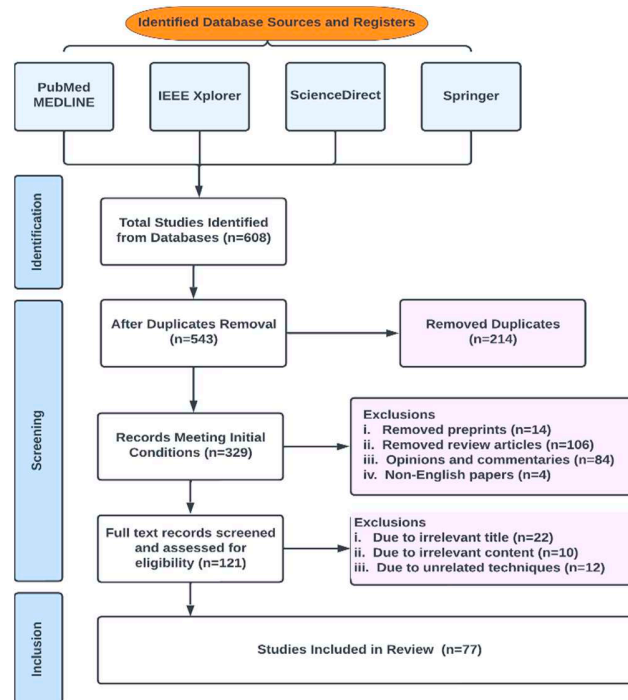 Identified Database Sources and Registers
PubMed
MEDLINE
IEEE Xplorer
ScienceDirect
Springer
Identification
Total Studies Identified
from Databases (n=608)
Screening
After Duplicates Removal
(n=543)
Removed Duplicates
(n=214)
Records Meeting Initial
Conditions (n=329)
Exclusions
i. Removed preprints (n=14)
ii. Removed review articles (n=106)
iii. Opinions and commentaries (n=84)
iv. Non-English papers (n=4)
Full text records screened
and assessed for
eligibility (n=121)
Exclusions
i. Due to irrelevant title (n=22)
ii. Due to irrelevant content (n=10)
iii. Due to unrelated techniques (n=12)
Inclusion
Studies Included in Review (n=77)